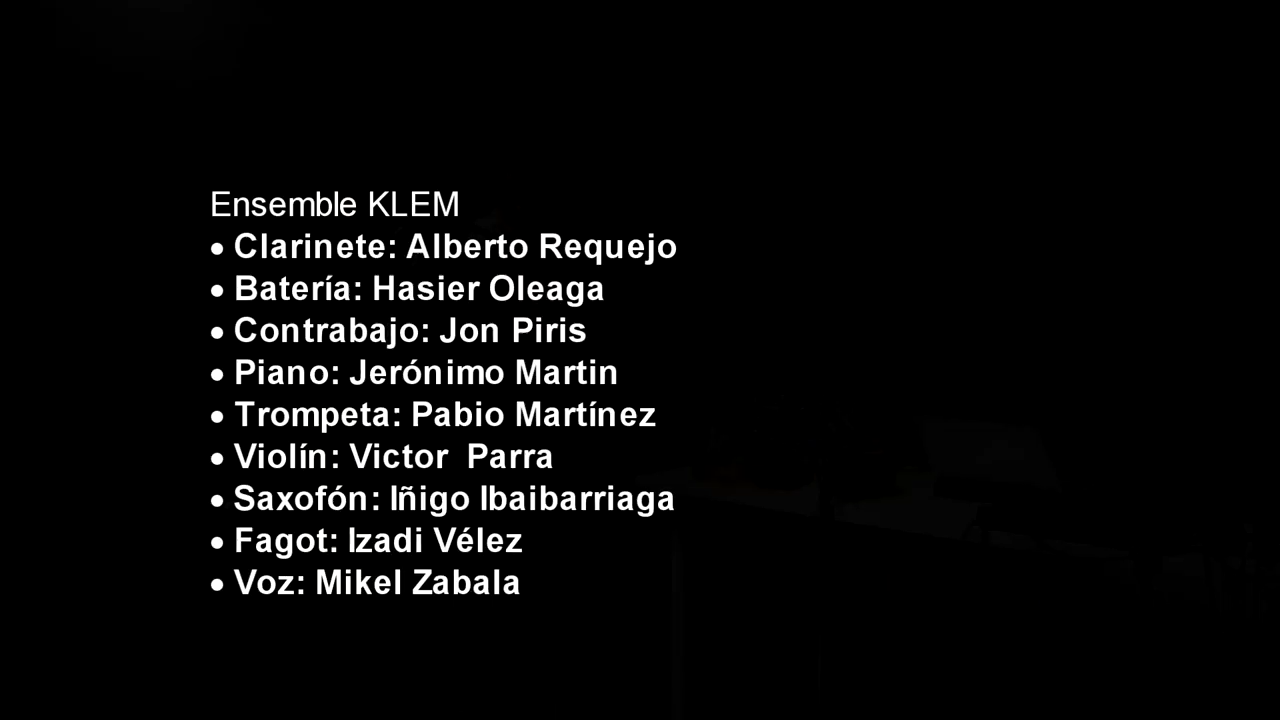 Ensemble KLEM
• Clarinete: Alberto Requejo
• Batería: Hasier Oleaga
• Contrabajo: Jon Piris
• Piano: Jerónimo Martin
• Trompeta: Pabio Martínez
• Violín: Victor  Parra
• Saxofón: Iñigo Ibaibarriaga
• Fagot: Izadi Vélez
• Voz: Mikel Zabala